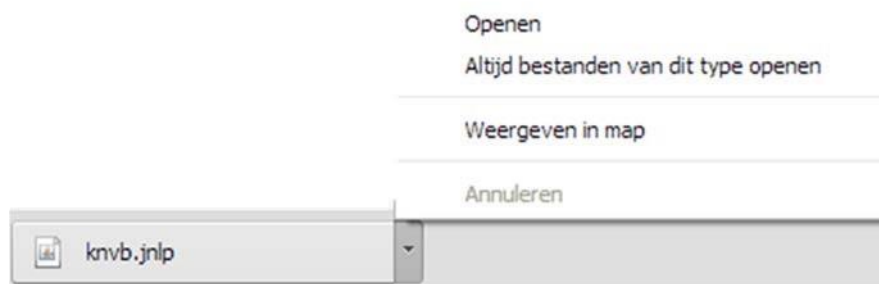 Openen
Altijd bestanden van dit type openen
Weergeven in map
Annuleren
knvb.jnlp